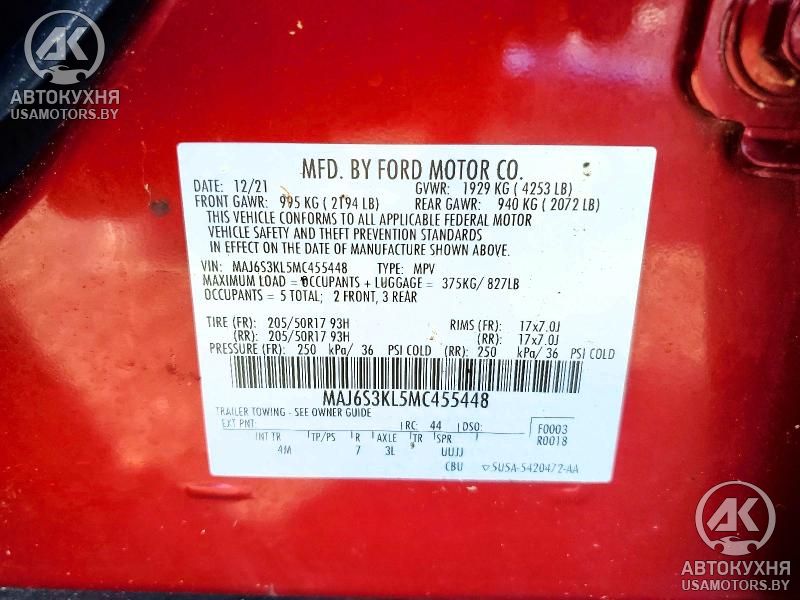 AK
АВТОКУХНЯ
USAMOTORS.BY
MFD. BY FORD MOTOR CO.
DATE: 12/21 GVWR: 1929 KG ( 4253 LB)
FRONT GAWR: 995 KG ( 2194 LB) REAR GAWR: 940 KG ( 2072 LB)
THIS VEHICLE CONFORMS TO ALL APPLICABLE FEDERAL MOTOR
VEHICLE SAFETY AND THEFT PREVENTION STANDARDS
IN EFFECT ON THE DATE OF MANUFACTURE SHOWN ABOVE.
VIN: MAJ6S3KL5MC455448 TYPE: MPV
MAXIMUM LOAD = OCCUPANTS + LUGGAGE = 375KG/ 827LB
OCCUPANTS = 5 TOTAL; 2 FRONT, 3 REAR
TIRE (FR): 205/50R17 93H RIMS (FR): 17x7.0J
(RR): 205/50R17 93H (RR): 17x7.0J
PRESSURE (FR): 250 kPa/ 36 PSI COLD (RR): 250 kPa/ 36 PSI COLD
MAJ6S3KL5MC455448
TRAILER TOWING - SEE OWNER GUIDE
EXT PNT: RC: 44 DSO: F0003
R0018
INT TR TP/PS R AXLE TR SPR
4M 7 3L UUJJ
CBU SU5A-5420472-AA
AK
АВТОКУХНЯ
USAMOTORS.BY